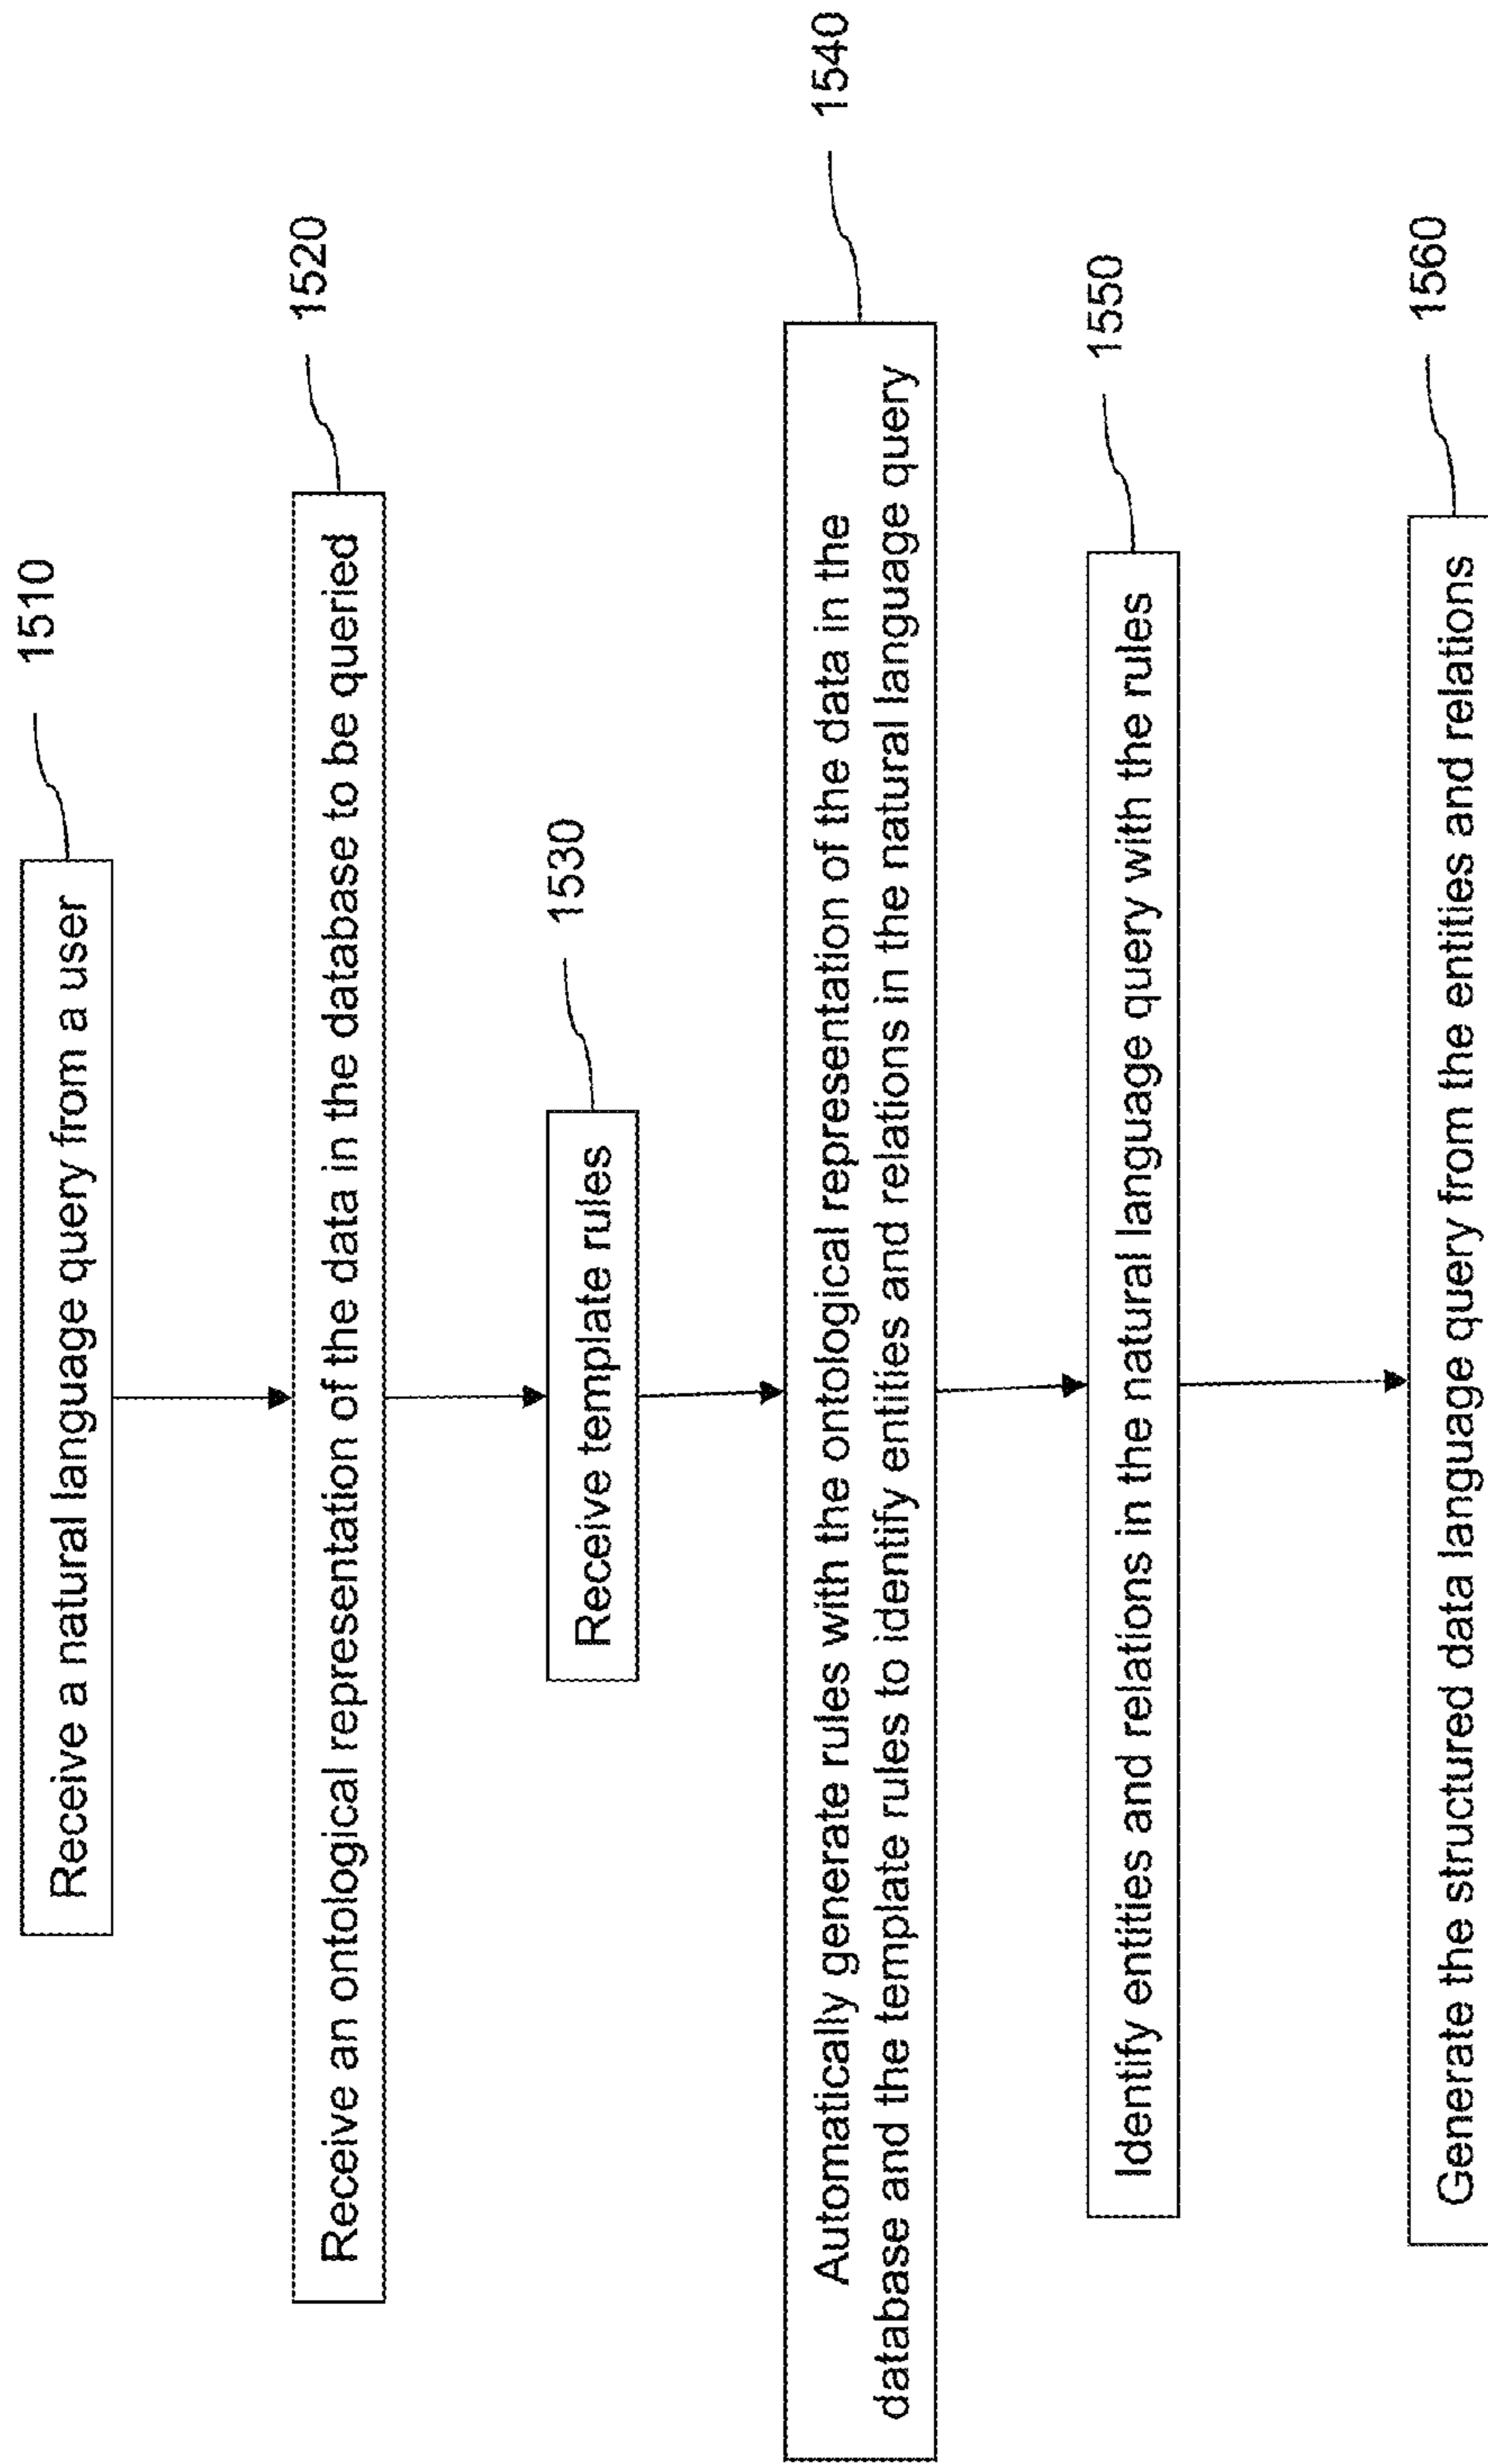 Receive a natural language query from a user
1510
Receive an ontological representation of the data in the database to be queried
1520
Receive template rules
1530
Automatically generate rules with the ontological representation of the data in the
database and the template rules to identify entities and relations in the natural language query
1540
Identify entities and relations in the natural language query with the rules
1550
Generate the structured data language query from the entities and relations
1560